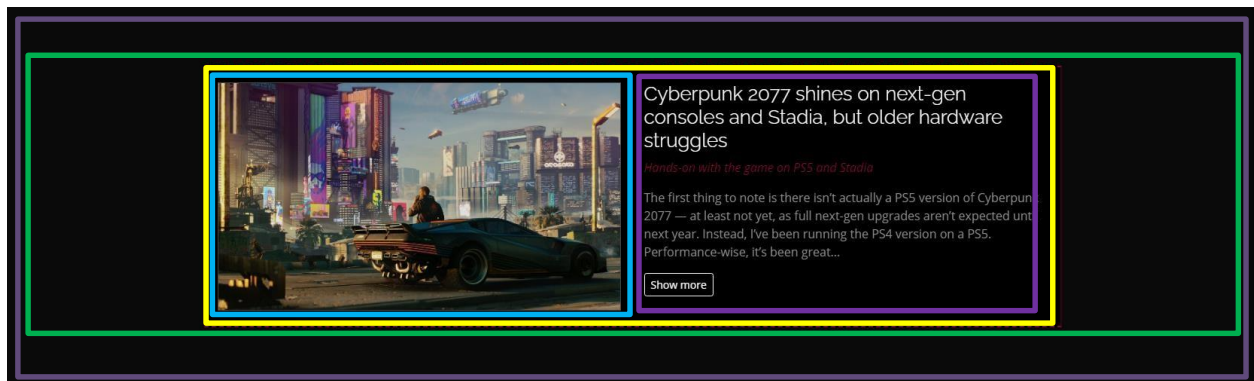 Cyberpunk 2077 shines on next-gen
consoles and Stadia, but older hardware
struggles
Hands-on with the game on PS5 and Stadia
The first thing to note is there isn't actually a PS5 version of Cyberpun
2077 — at least not yet, as full next-gen upgrades aren't expected unt
next year. Instead, I've been running the PS4 version on a PS5.
Performance-wise, it's been great...
Show more